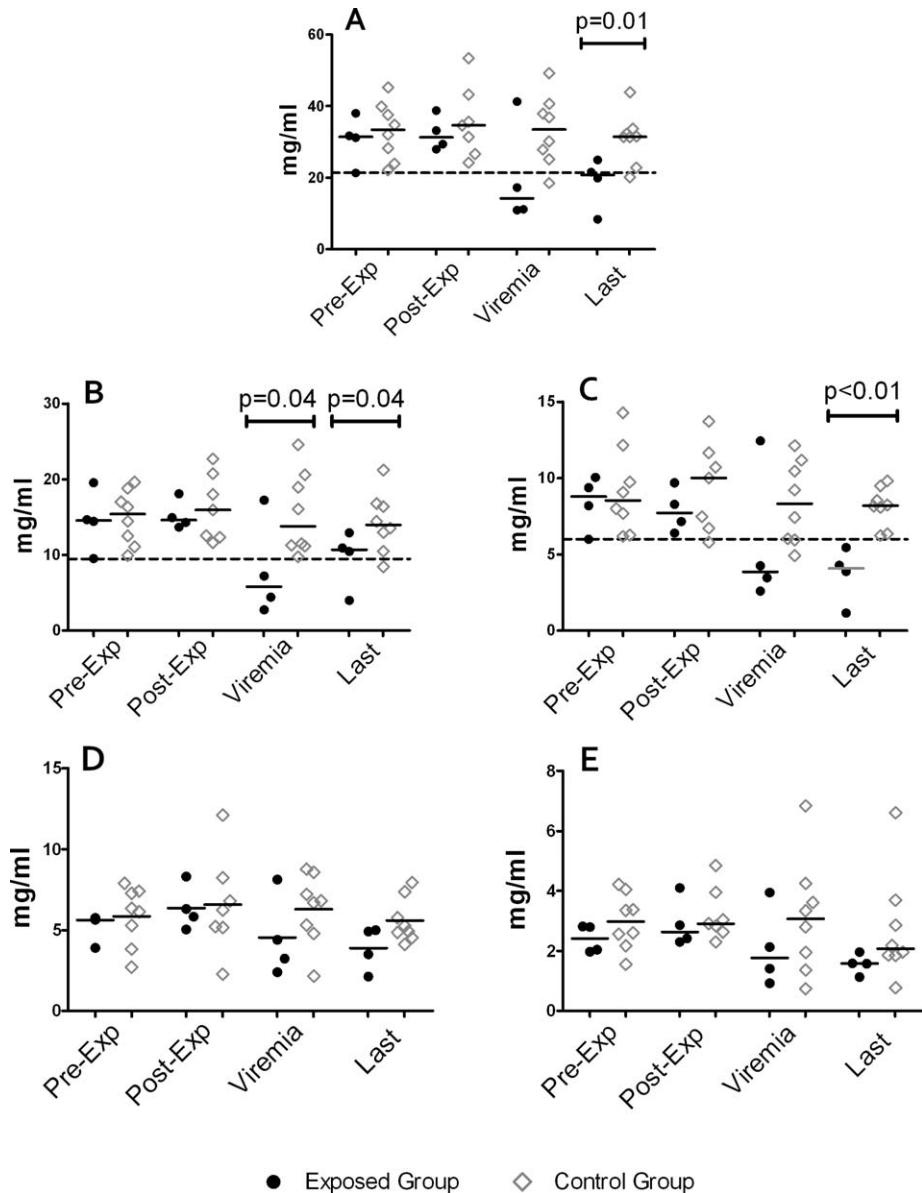 A
p=0.01
60
40
20
0
mg/ml
Pre-Exp
Post-Exp
Viremia
Last
B
p=0.04
p=0.04
30
20
10
0
mg/ml
Pre-Exp
Post-Exp
Viremia
Last
C
p<0.01
15
10
5
0
mg/ml
Pre-Exp
Post-Exp
Viremia
Last
D
15
10
5
0
mg/ml
Pre-Exp
Post-Exp
Viremia
Last
E
8
6
4
2
0
mg/ml
Pre-Exp
Post-Exp
Viremia
Last
Exposed Group
Control Group